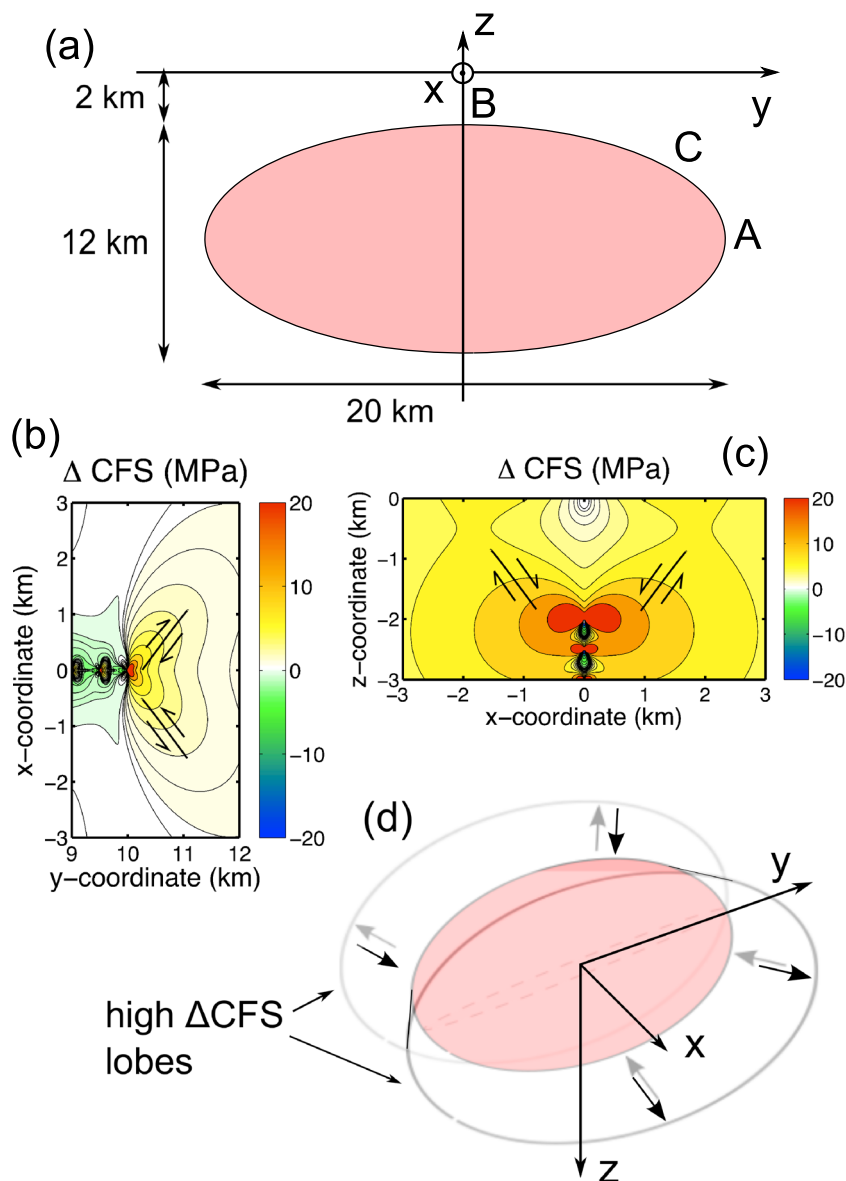 (a)
z
2 km
x
B
y
C
12 km
A
20 km
(b)
(c)
Δ CFS (MPa)
Δ CFS (MPa)
3
2
1
0
−1
−2
−3
x−coordinate (km)
9
10
11
12
y−coordinate (km)
20
10
0
−10
−20
0
−1
−2
−3
z−coordinate (km)
−3
−2
−1
0
1
2
3
x−coordinate (km)
20
10
0
−10
−20
(d)
y
high ΔCFS
lobes
x
z